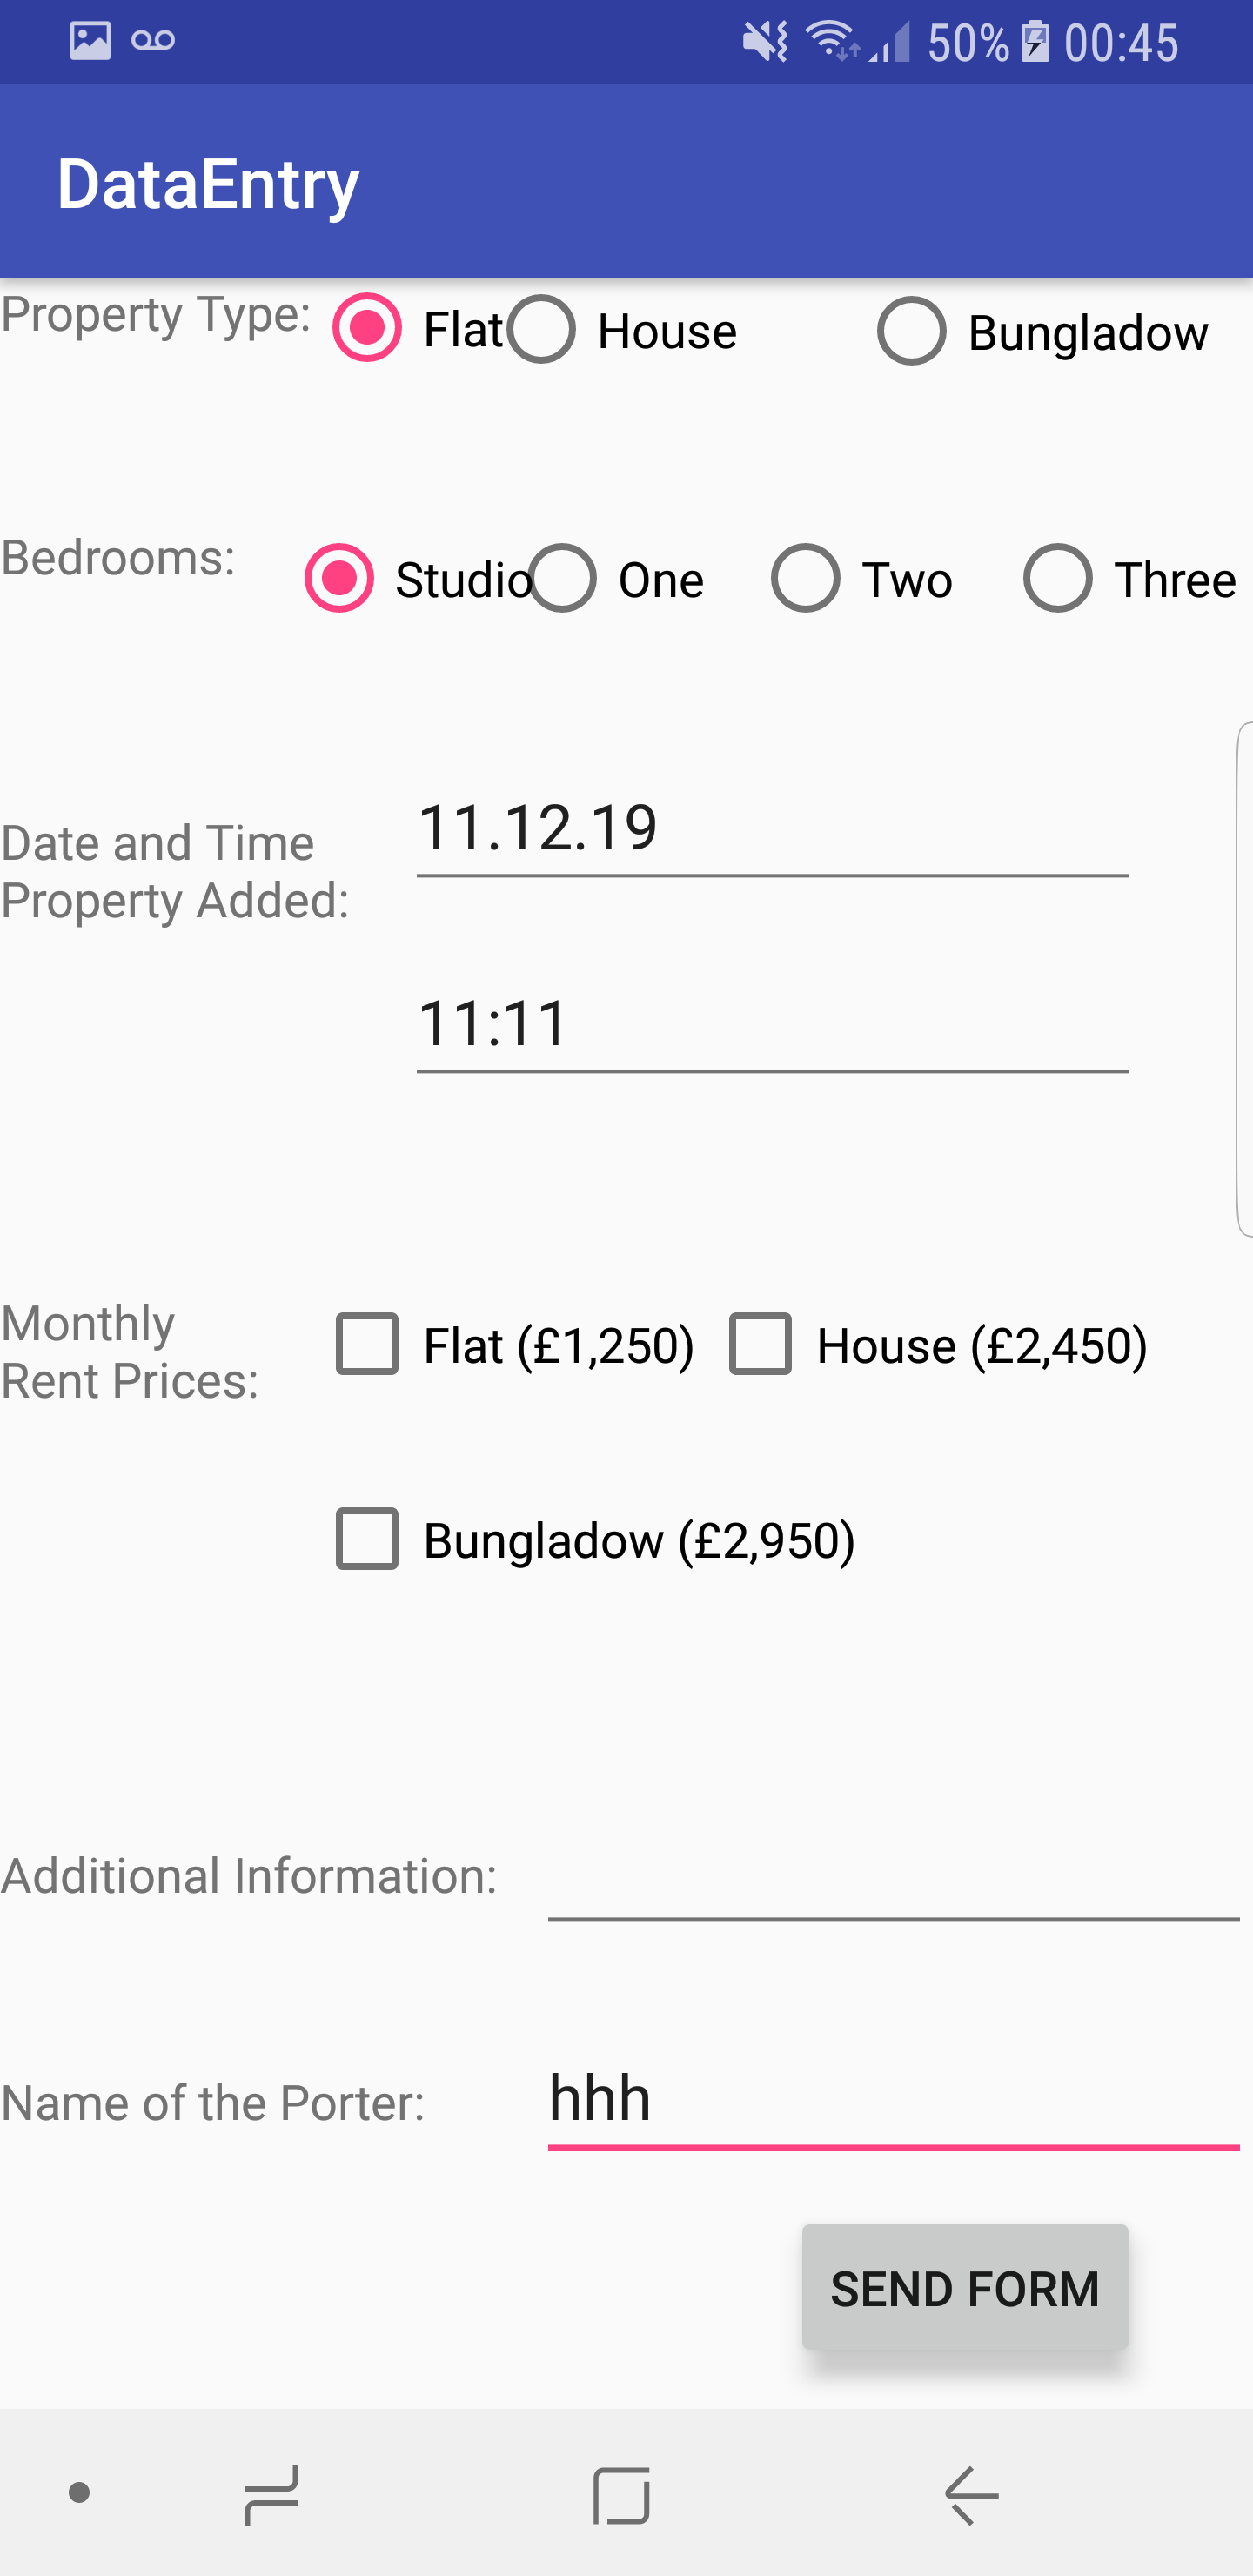 50% 00:45
DataEntry
Property Type: Flat House Bungladow
Bedrooms: Studio One Two Three
Date and Time
Property Added:
11.12.19
11:11
Monthly
Rent Prices:
Flat (£1,250) House (£2,450)
Bungladow (£2,950)
Additional Information:
Name of the Porter: hhh
SEND FORM